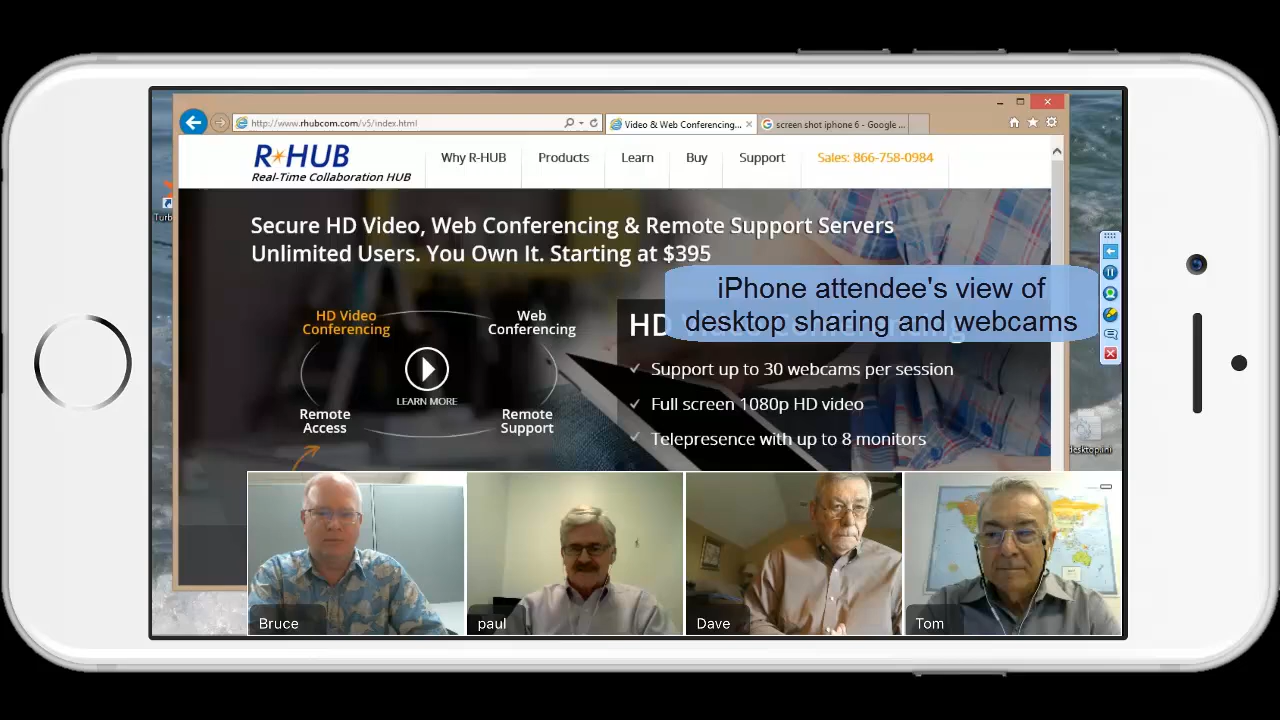 http://www.rhubcom.com/v5/index.html
Video & Web Conferencing...
screen shot iphone 6 - Google ...
R HUB
Real-Time Collaboration HUB
Why R-HUB
Products
Learn
Buy
Support
Sales: 866-758-0984
Turb
Secure HD Video, Web Conferencing & Remote Support Servers
Unlimited Users. You Own It. Starting at $395
iPhone attendee's view of
desktop sharing and webcams
HD Video
Conferencing
Web
Conferencing
HD
LEARN MORE
Remote
Access
Remote
Support
Support up to 30 webcams per session
Full screen 1080p HD video
Telepresence with up to 8 monitors
desktop.ini
Bruce
paul
Dave
Tom